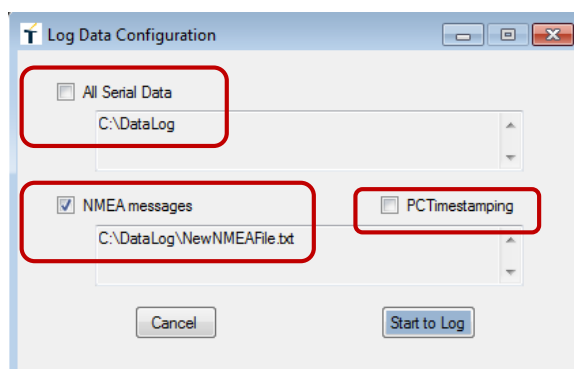 Log Data Configuration
All Serial Data
C:\DataLog
NMEA messages
PCTimestamping
C:\DataLog\NewNMEAFile.txt
Cancel
Start to Log